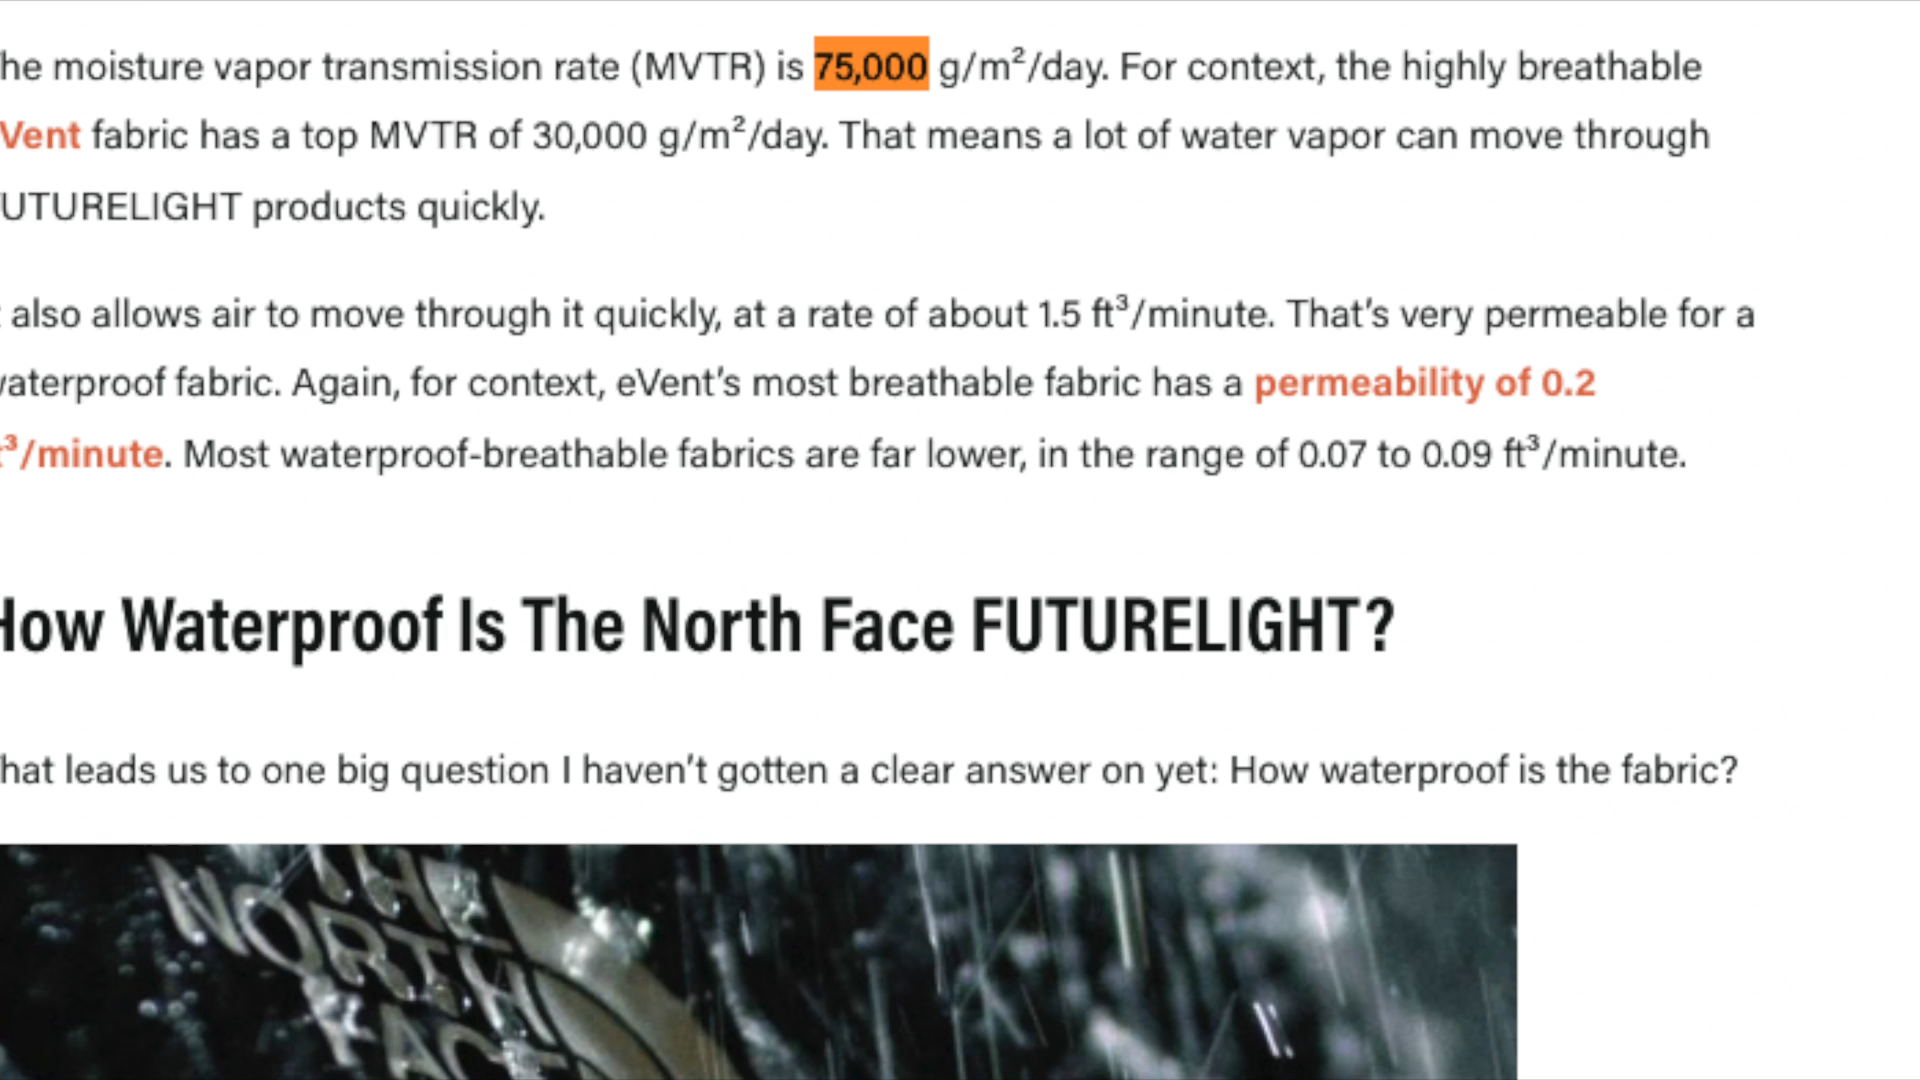 he moisture vapor transmission rate (MVTR) is 75,000 g/m²/day. For context, the highly breathable
Vent fabric has a top MVTR of 30,000 g/m²/day. That means a lot of water vapor can move through
UTURELIGHT products quickly.
also allows air to move through it quickly, at a rate of about 1.5 ft³/minute. That’s very permeable for a
vaterproof fabric. Again, for context, eVent’s most breathable fabric has a permeability of 0.2
t³/minute. Most waterproof-breathable fabrics are far lower, in the range of 0.07 to 0.09 ft³/minute.
How Waterproof Is The North Face FUTURELIGHT?
hat leads us to one big question I haven’t gotten a clear answer on yet: How waterproof is the fabric?
THE
NORTH
FACE